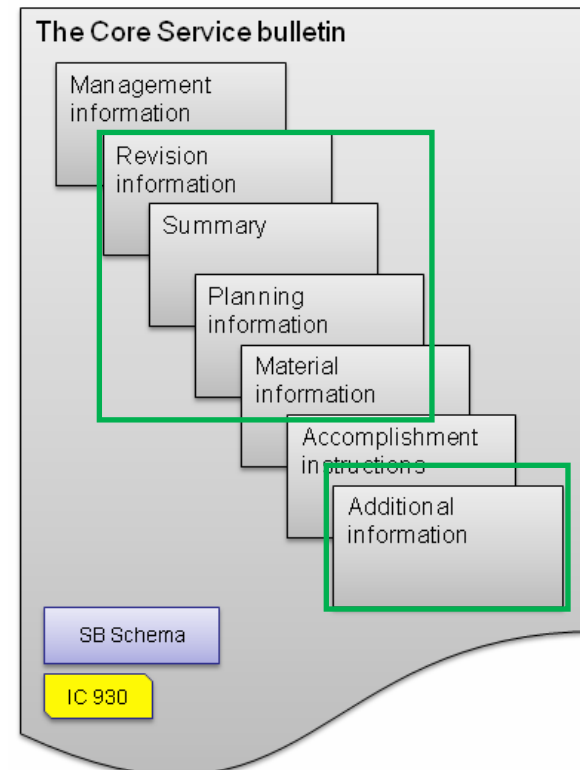 The Core Service bulletin
Management
information
Revision
information
Summary
Planning
information
Material
information
Accomplishment
instructions
Additional
information
SB Schema
IC 930